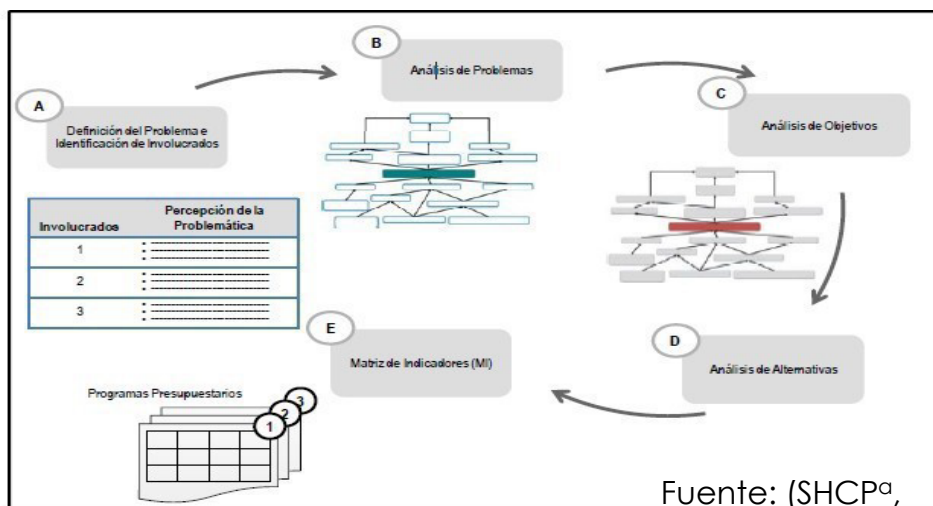 A
Definición del Problema e
Identificación de Involucrados
B
Análisis de Problemas
C
Análisis de Objetivos
Involucrados
Percepción de la
Problemática
1
2
3
E
Matriz de Indicadores (MI)
D
Análisis de Alternativas
Programas Presupuestarios
3
2
1
Fuente: (SHCPª,